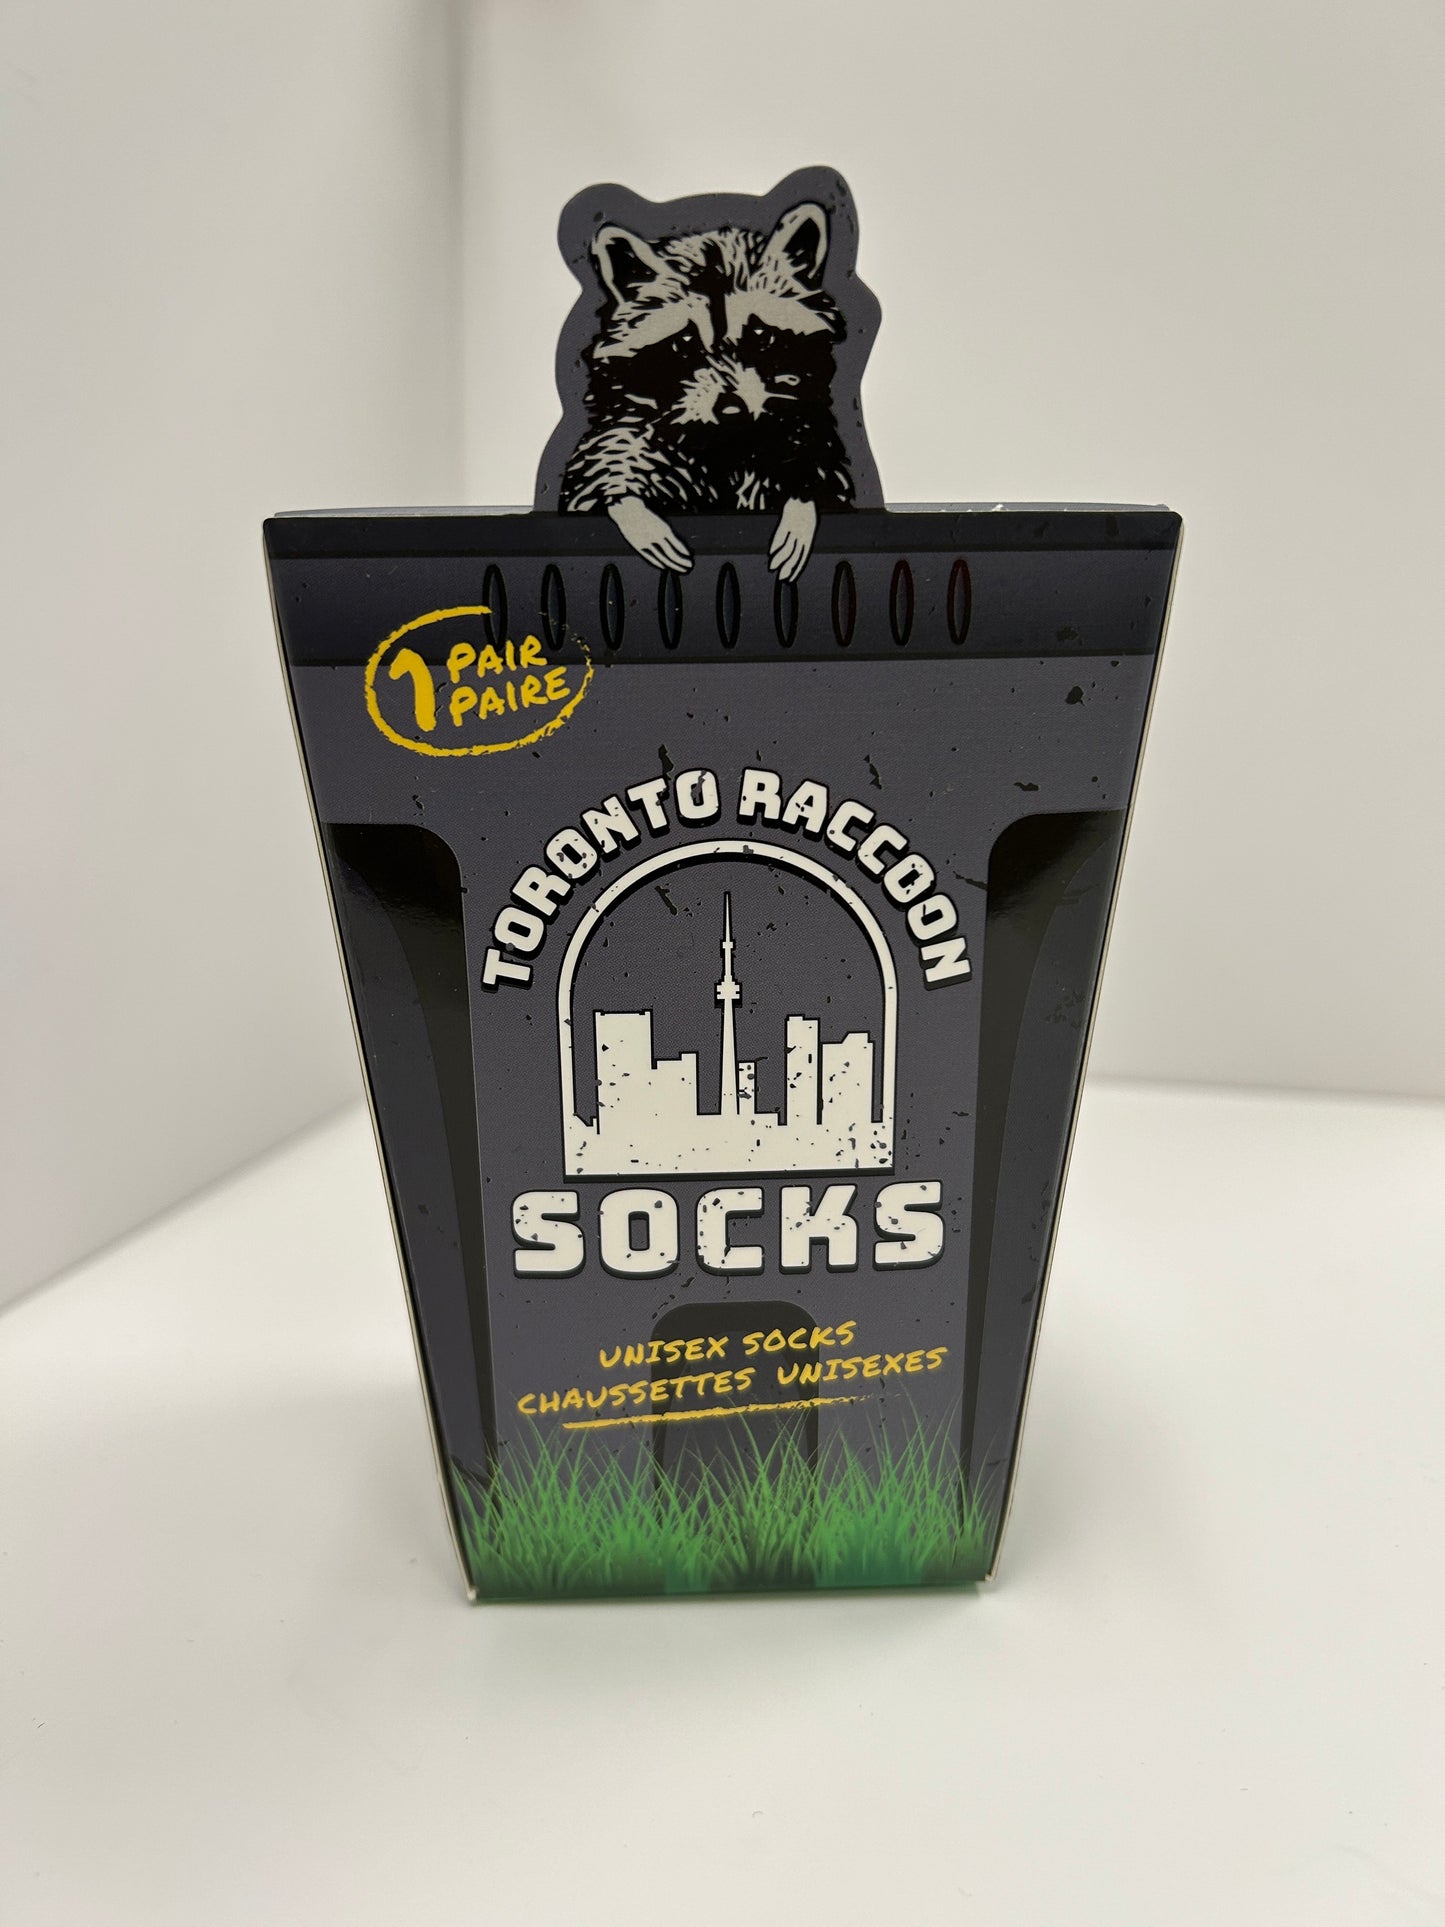 1 PAIR
PAIRE
TORONTO RACCOON
SOCKS
UNISEX SOCKS
CHAUSSETTES UNISEXES